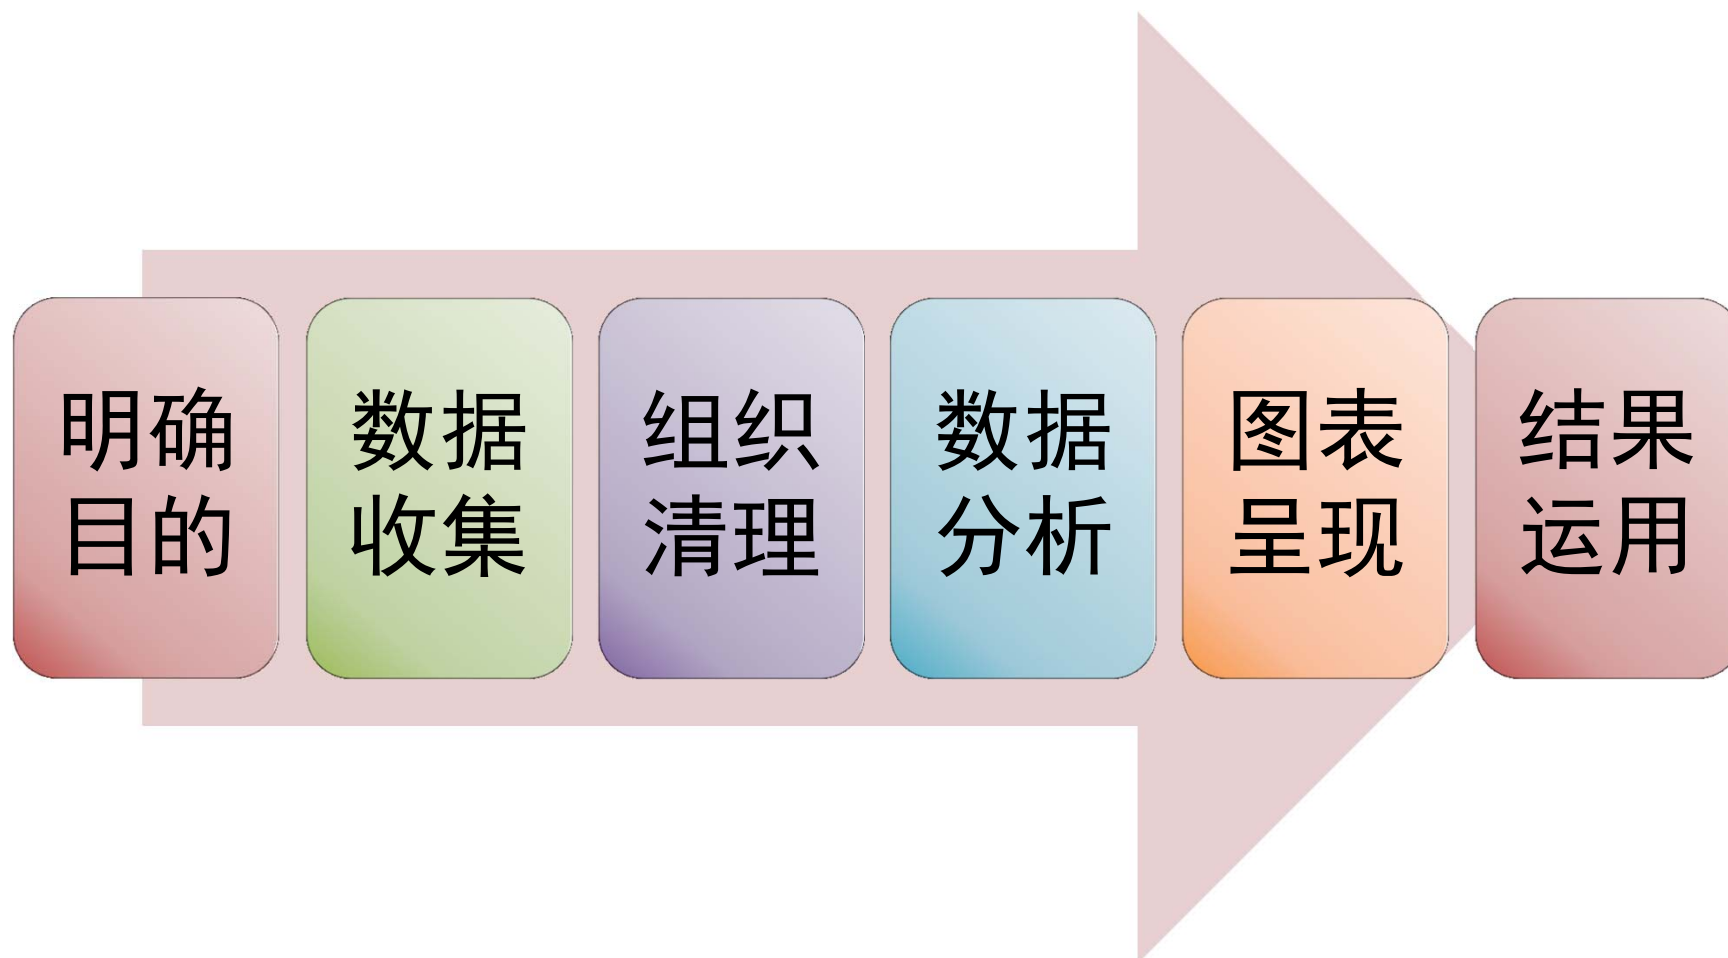 明确
目的
数据
收集
组织
清理
数据
分析
图表
呈现
结果
运用